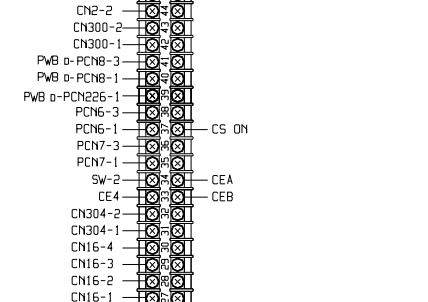 CN2-2 44
CN300-2 43
CN300-1 42
PWB D-PCN8-3 41
PWB D-PCN8-1 40
PWB D-PCN226-1 39
PCN6-3 38
PCN6-1 37 CS ON
PCN7-3 36
PCN7-1 35
SW-2 34 CEA
CE4 33 CEB
CN304-2 32
CN304-1 31
CN16-4 30
CN16-3 29
CN16-2 28
CN16-1 27